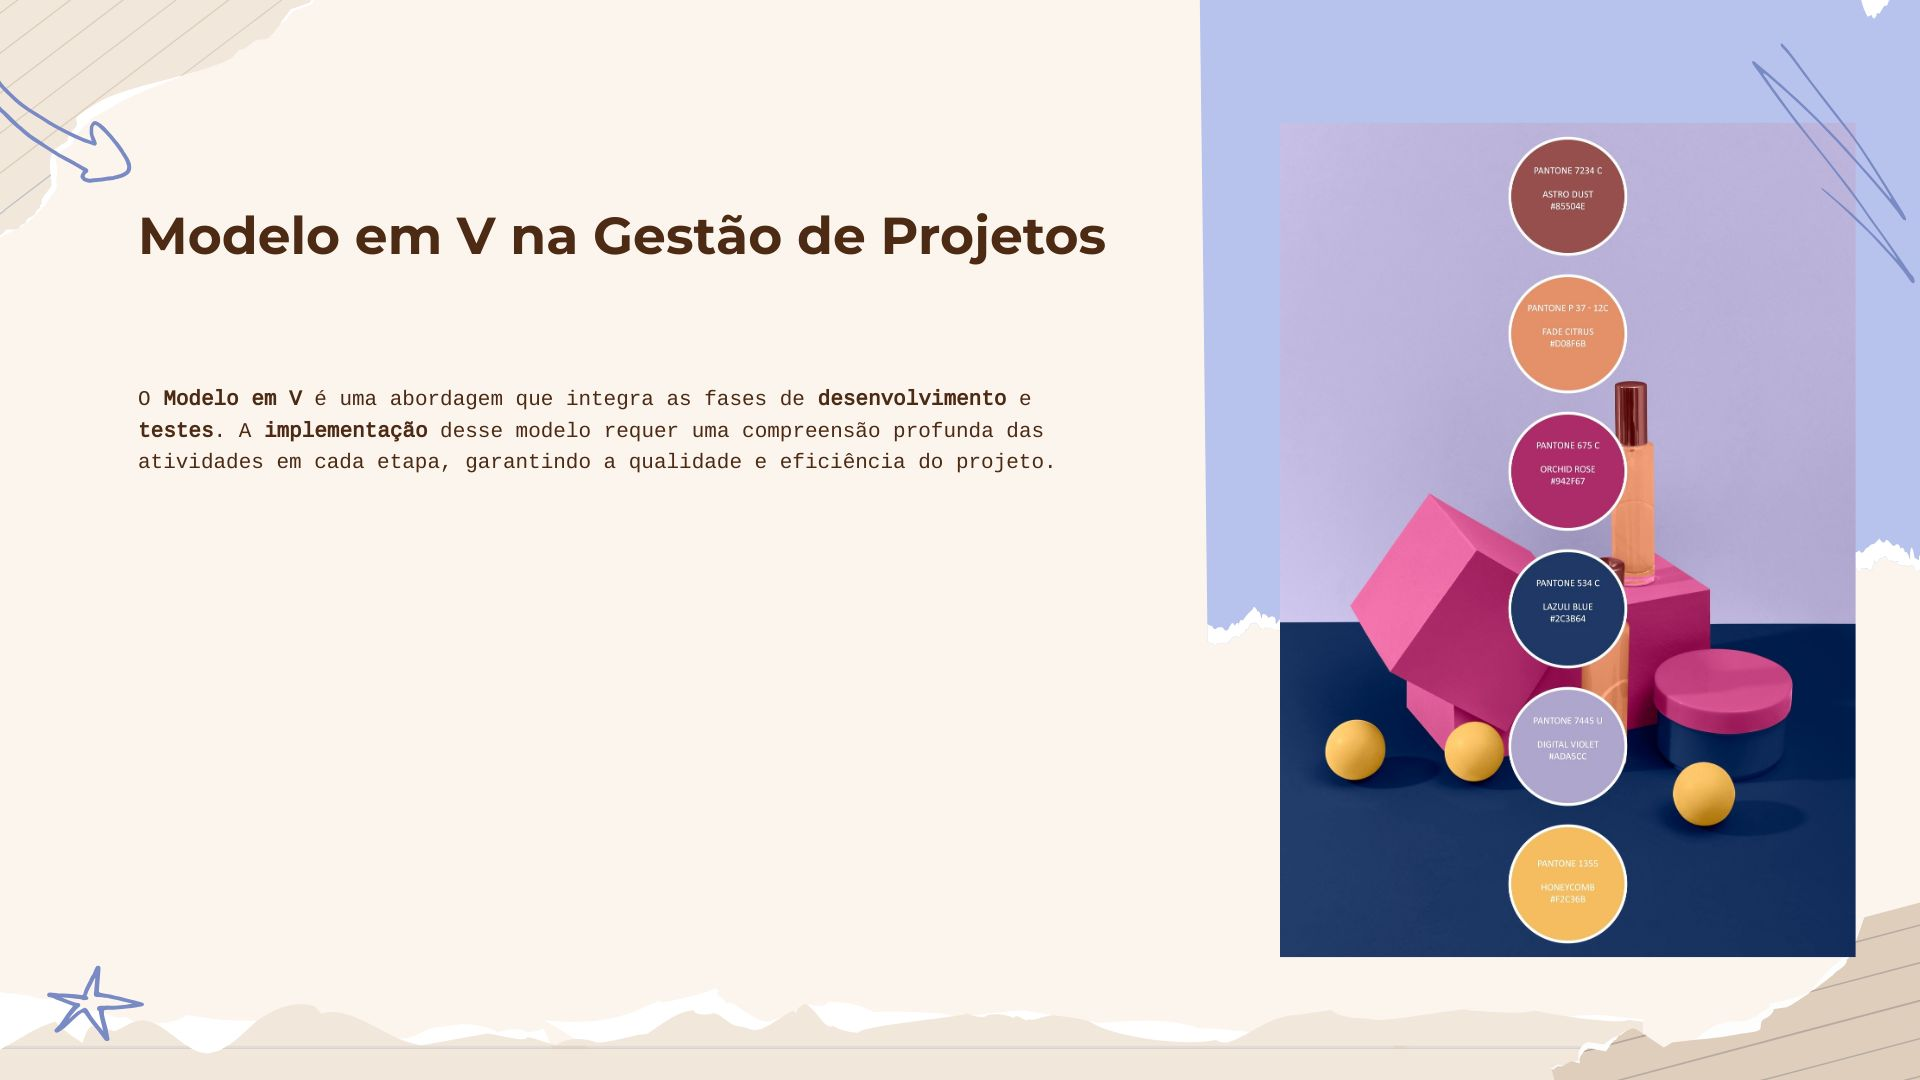 Modelo em V na Gestão de Projetos
O Modelo em V é uma abordagem que integra as fases de desenvolvimento e
testes. A implementação desse modelo requer uma compreensão profunda das
atividades em cada etapa, garantindo a qualidade e eficiência do projeto.
PANTONE 7234 C
ASTRO DUST
#85504E
PANTONE P 37 - 12C
FADE CITRUS
#D08F6B
PANTONE 675 C
ORCHID ROSE
#942F67
PANTONE 534 C
LAZULI BLUE
#2C3B64
PANTONE 7445 U
DIGITAL VIOLET
#ADA5CC
PANTONE 1355
HONEYCOMB
#F2C36B